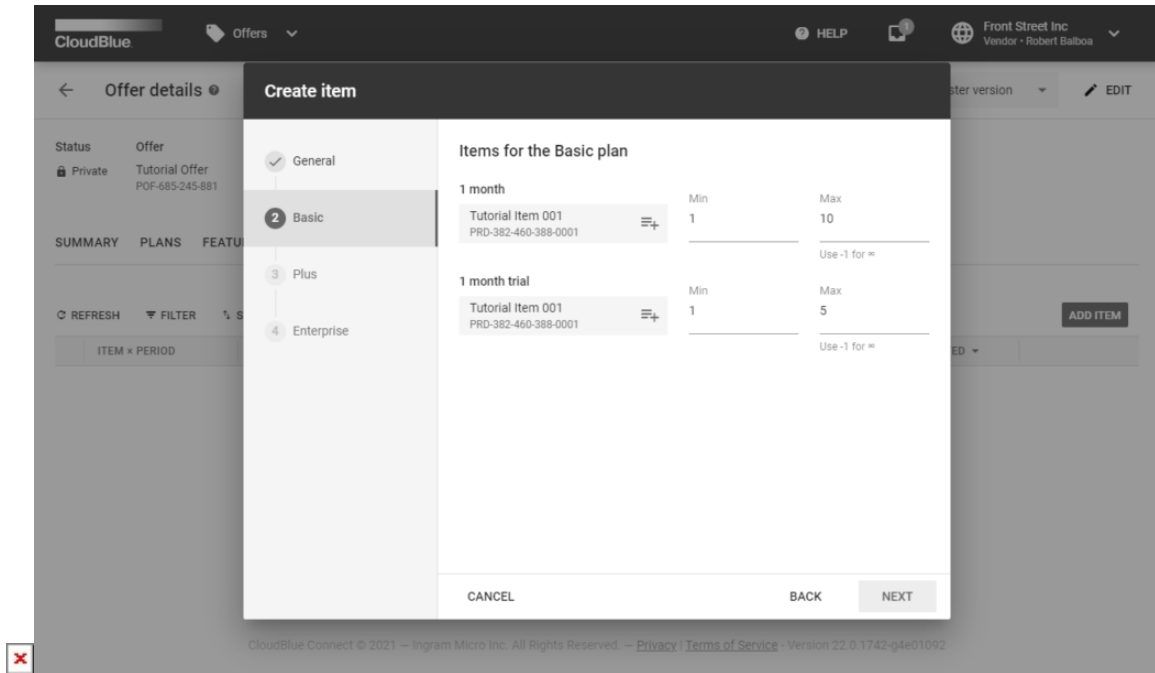 CloudBlue
Offers
HELP
1
Front Street Inc
Vendor • Robert Balboa
Offer details
ster version
EDIT
Create item
Status
Offer
Private
Tutorial Offer
POF-685-245-881
SUMMARY PLANS FEATU
REFRESH FILTER S
ADD ITEM
ITEM × PERIOD
ED
General
2 Basic
3 Plus
4 Enterprise
Items for the Basic plan
1 month
Tutorial Item 001
PRD-382-460-388-0001
Min
1
Max
10
Use -1 for ∞
1 month trial
Tutorial Item 001
PRD-382-460-388-0001
Min
1
Max
5
Use -1 for ∞
CANCEL
BACK
NEXT
CloudBlue Connect © 2021 — Ingram Micro Inc. All Rights Reserved. — Privacy | Terms of Service - Version 22.0.1742-g4e01092